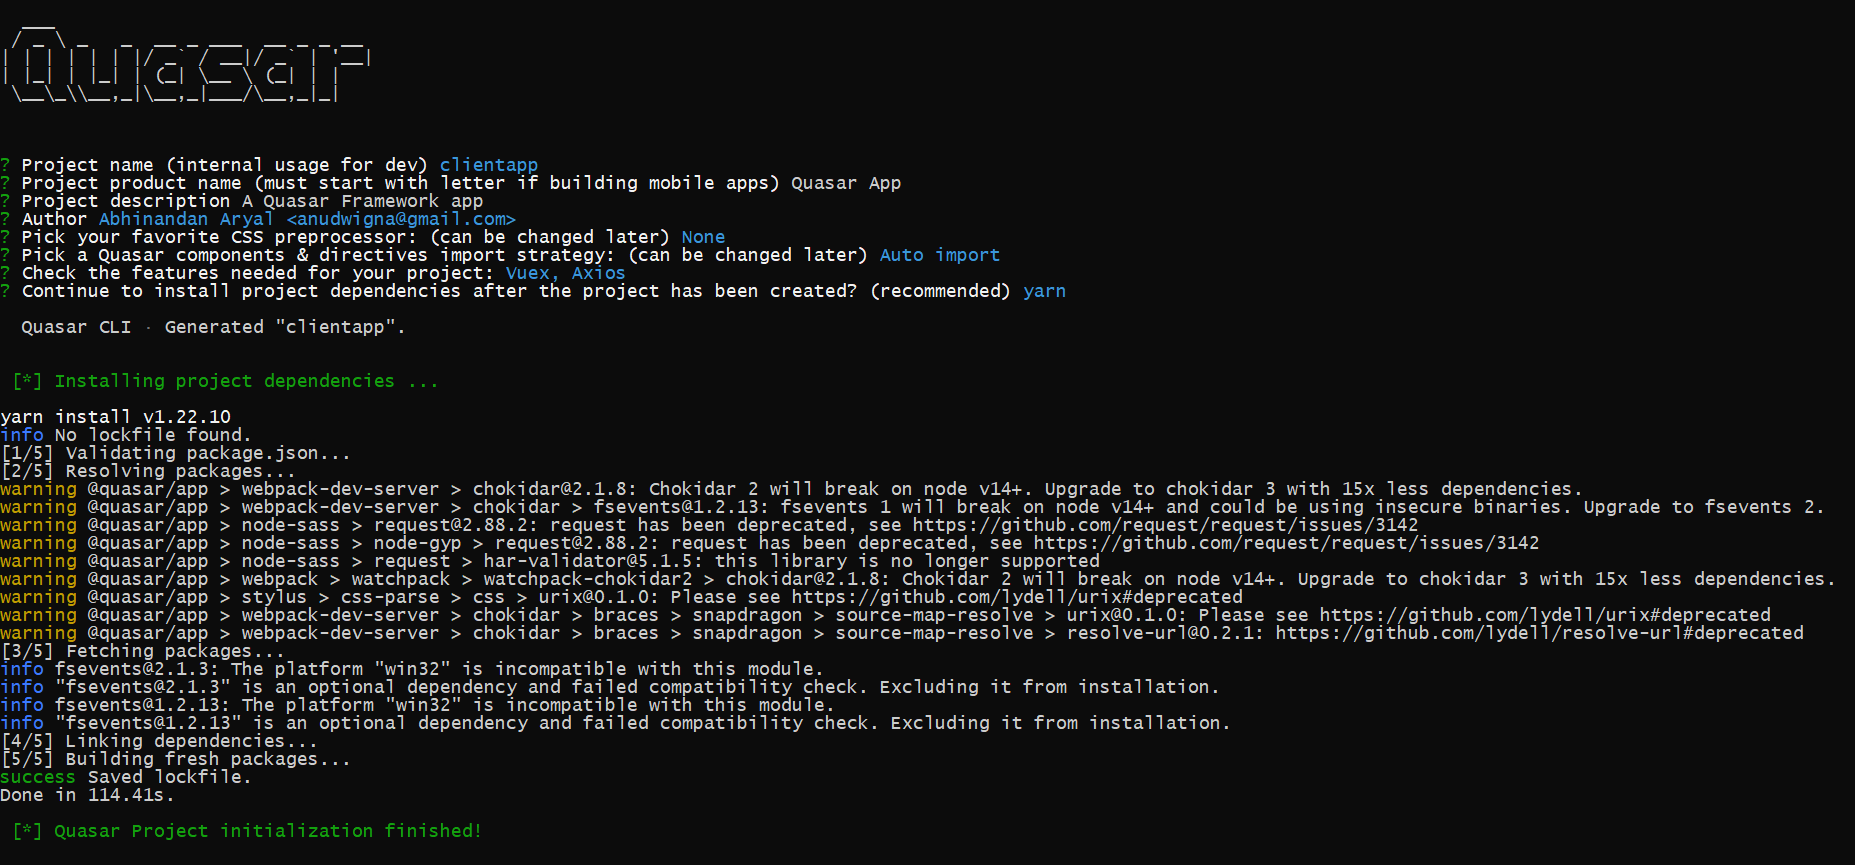 ___
 / _ \ _   _  __ _ ___  __ _ _ __
| | | | | | |/ _` / __|/ _` | '__|
| |_| | |_| | (_| \__ \ (_| | |
 \__\_\\__,_|\__,_|___/\__,_|_|
? Project name (internal usage for dev) clientapp
? Project product name (must start with letter if building mobile apps) Quasar App
? Project description A Quasar Framework app
? Author Abhinandan Aryal <anudwigna@gmail.com>
? Pick your favorite CSS preprocessor: (can be changed later) None
? Pick a Quasar components & directives import strategy: (can be changed later) Auto import
? Check the features needed for your project: Vuex, Axios
? Continue to install project dependencies after the project has been created? (recommended) yarn
Quasar CLI · Generated "clientapp".
[*] Installing project dependencies ...
yarn install v1.22.10
info No lockfile found.
[1/5] Validating package.json...
[2/5] Resolving packages...
warning @quasar/app > webpack-dev-server > chokidar@2.1.8: Chokidar 2 will break on node v14+. Upgrade to chokidar 3 with 15x less dependencies.
warning @quasar/app > webpack-dev-server > chokidar > fsevents@1.2.13: fsevents 1 will break on node v14+ and could be using insecure binaries. Upgrade to fsevents 2.
warning @quasar/app > node-sass > request@2.88.2: request has been deprecated, see https://github.com/request/request/issues/3142
warning @quasar/app > node-sass > node-gyp > request@2.88.2: request has been deprecated, see https://github.com/request/request/issues/3142
warning @quasar/app > node-sass > request > har-validator@5.1.5: this library is no longer supported
warning @quasar/app > webpack > watchpack > watchpack-chokidar2 > chokidar@2.1.8: Chokidar 2 will break on node v14+. Upgrade to chokidar 3 with 15x less dependencies.
warning @quasar/app > stylus > css-parse > css > urix@0.1.0: Please see https://github.com/lydell/urix#deprecated
warning @quasar/app > webpack-dev-server > chokidar > braces > snapdragon > source-map-resolve > urix@0.1.0: Please see https://github.com/lydell/urix#deprecated
warning @quasar/app > webpack-dev-server > chokidar > braces > snapdragon > source-map-resolve > resolve-url@0.2.1: https://github.com/lydell/resolve-url#deprecated
[3/5] Fetching packages...
info fsevents@2.1.3: The platform "win32" is incompatible with this module.
info "fsevents@2.1.3" is an optional dependency and failed compatibility check. Excluding it from installation.
info fsevents@1.2.13: The platform "win32" is incompatible with this module.
info "fsevents@1.2.13" is an optional dependency and failed compatibility check. Excluding it from installation.
[4/5] Linking dependencies...
[5/5] Building fresh packages...
success Saved lockfile.
Done in 114.41s.
[*] Quasar Project initialization finished!